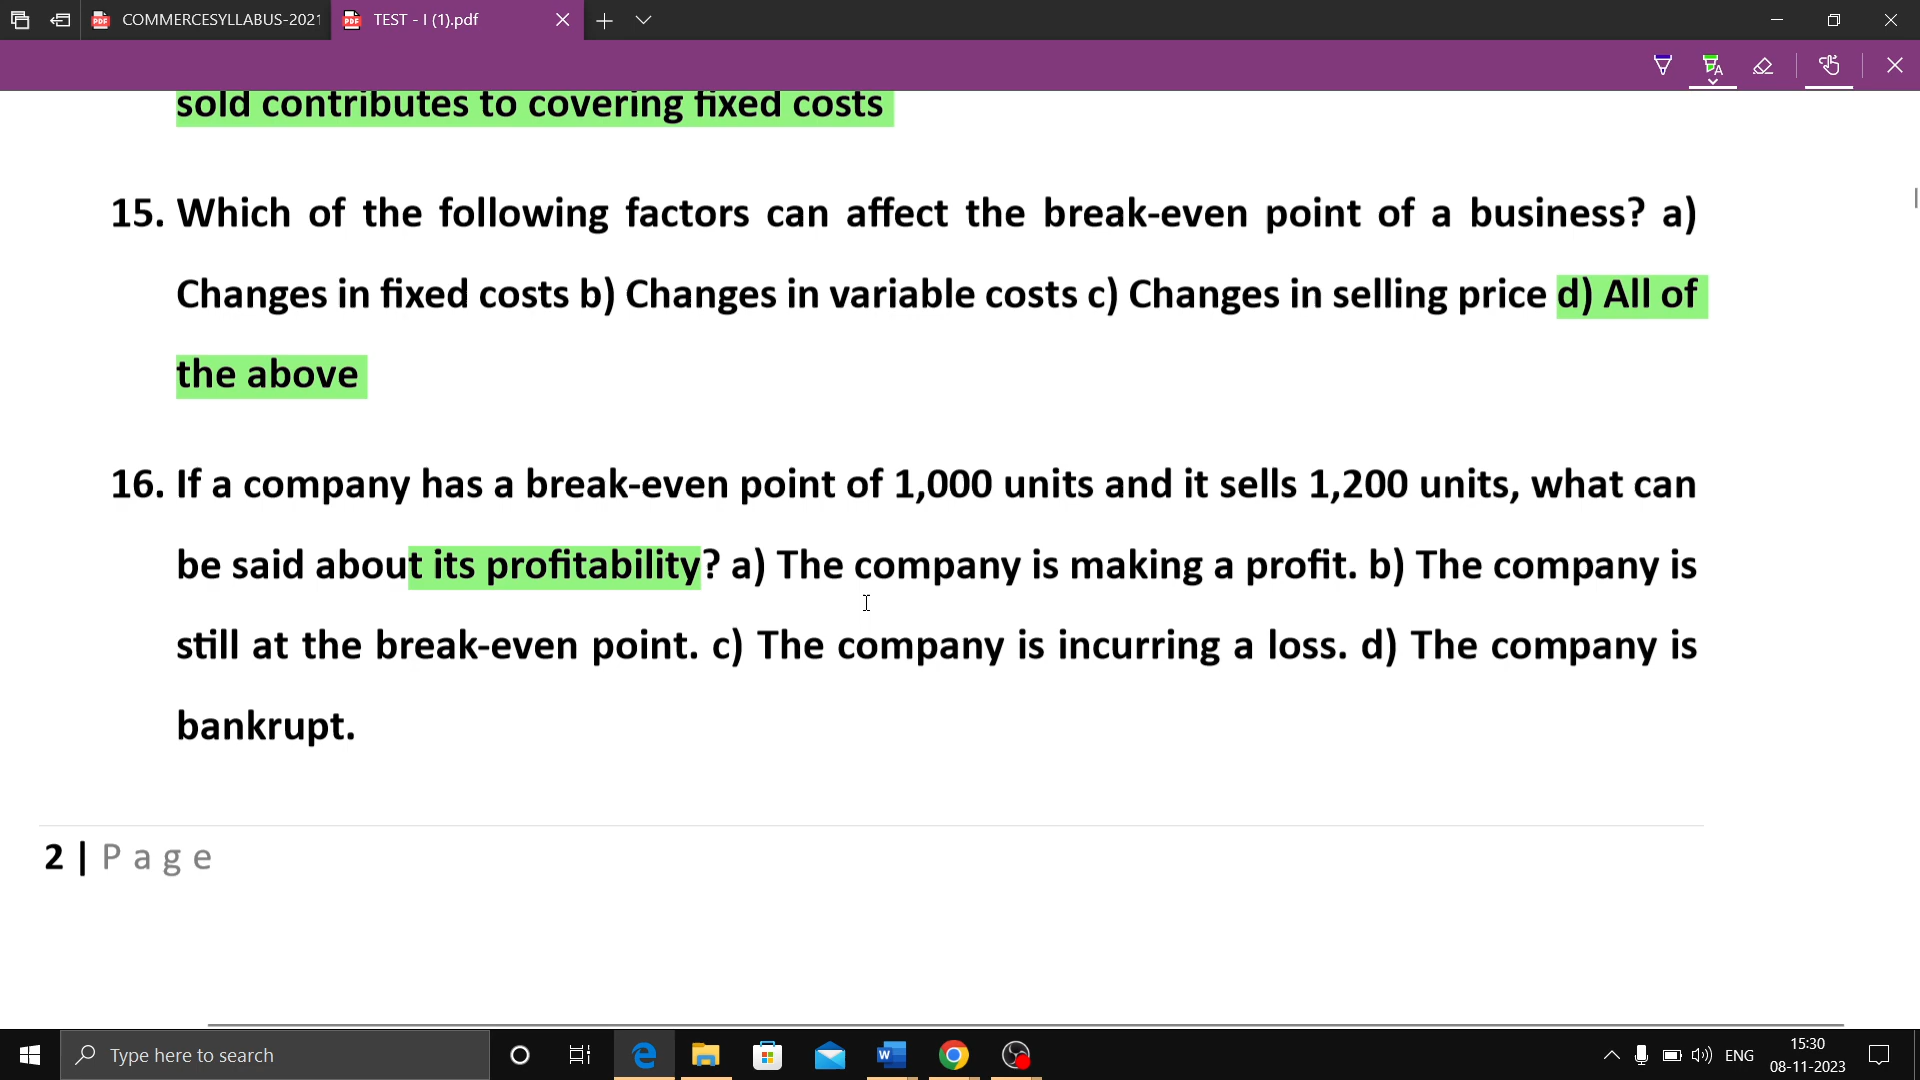 COMMERCESYLLABUS-2021
TEST - I (1).pdf
sold contributes to covering fixed costs
15. Which of the following factors can affect the break-even point of a business? a)
Changes in fixed costs b) Changes in variable costs c) Changes in selling price d) All of
the above
16. If a company has a break-even point of 1,000 units and it sells 1,200 units, what can
be said about its profitability? a) The company is making a profit. b) The company is
still at the break-even point. c) The company is incurring a loss. d) The company is
bankrupt.
2 | Page
Type here to search
ENG
15:30
08-11-2023